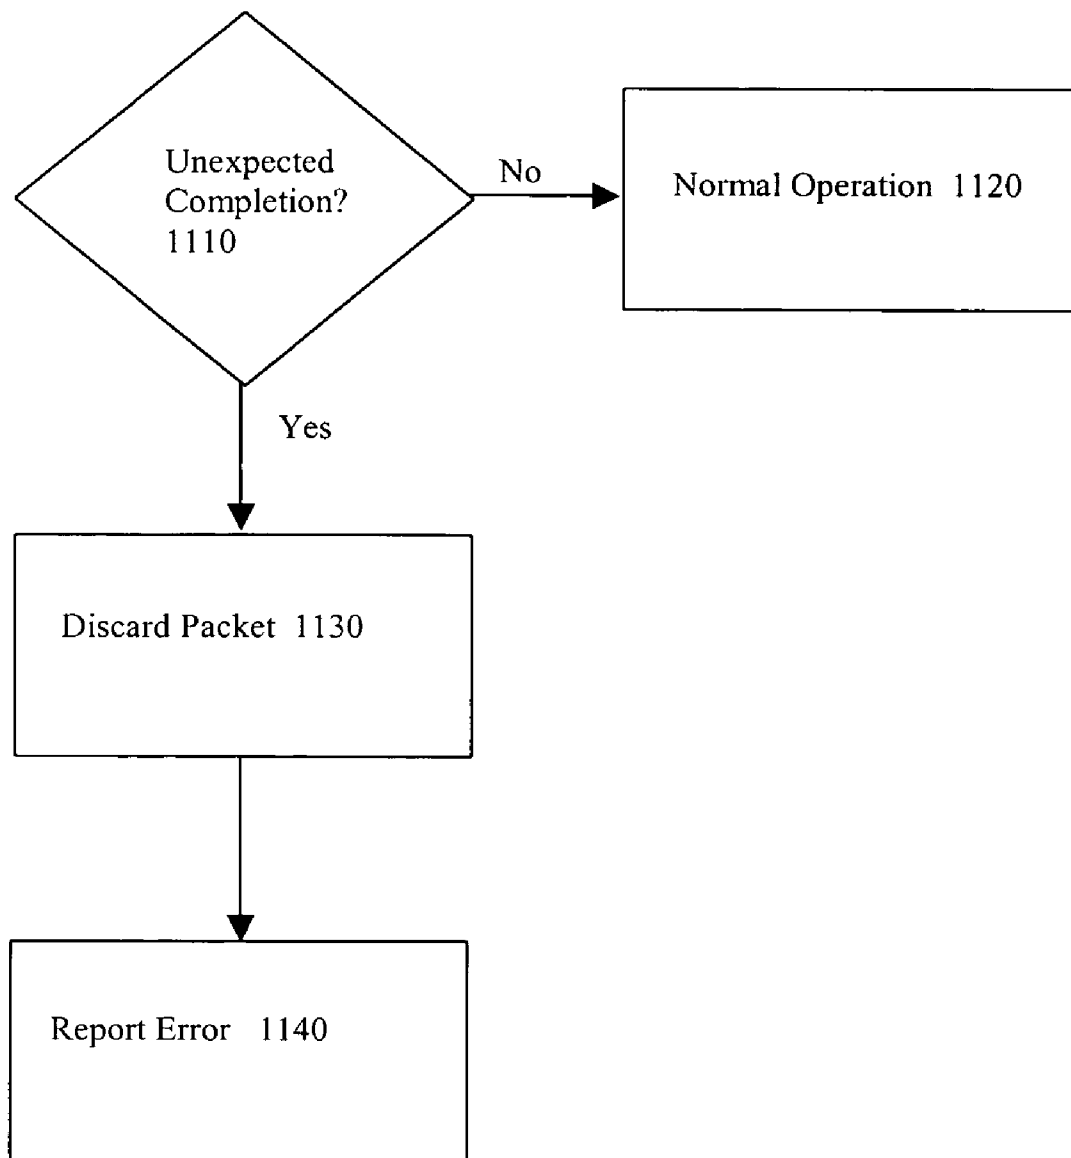 Unexpected
Completion?
1110
No
Normal Operation 1120
Yes
Discard Packet 1130
Report Error 1140